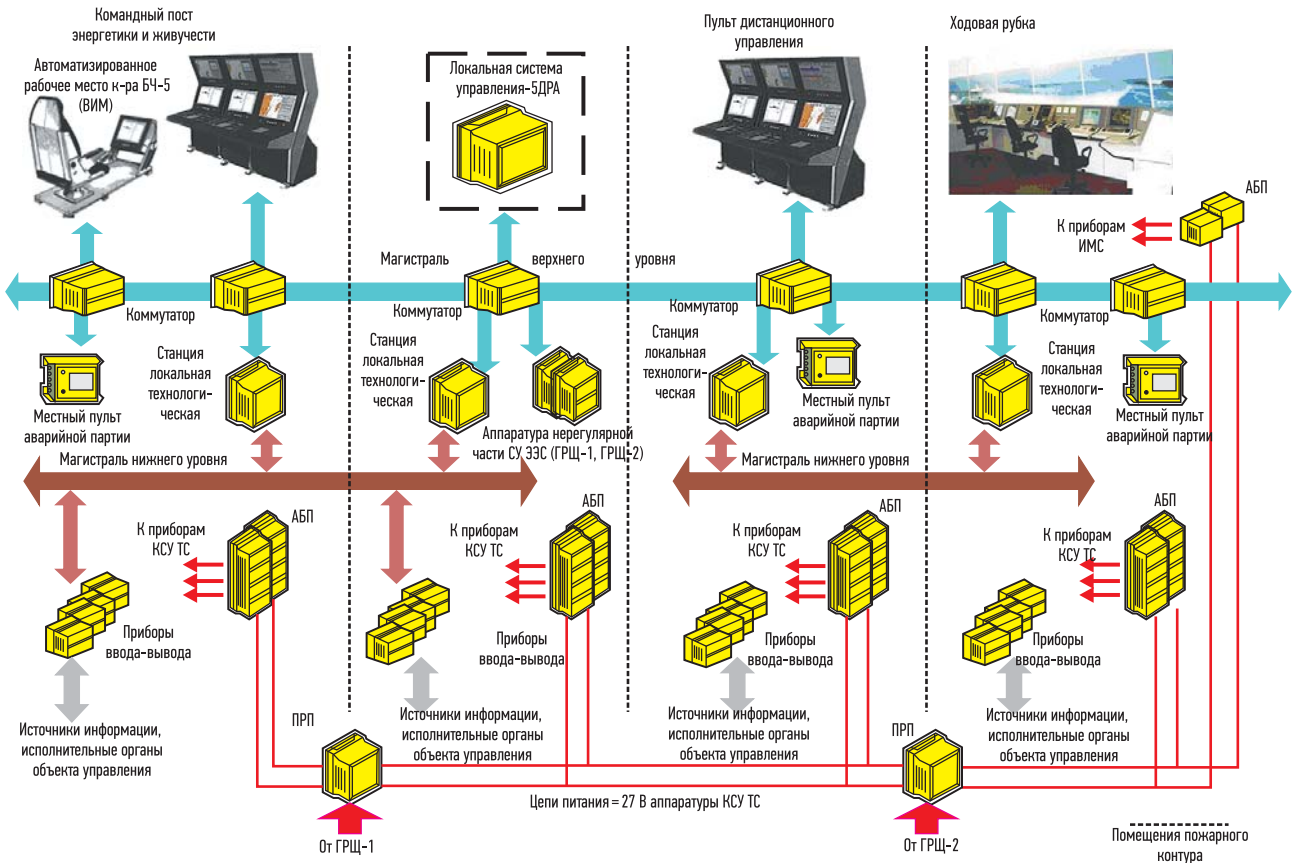 Командный пост
энергетики и живучести
Автоматизированное
рабочее место к-ра БЧ-5
(ВИМ)
Локальная система
управления-5ДРА
Пульт дистанционного
управления
Ходовая рубка
АБП
К приборам
ИМС
Магистраль верхнего уровня
Коммутатор
Коммутатор
Коммутатор
Коммутатор
Местный пульт
аварийной партии
Станция
локальная
технологи-
ческая
Станция
локальная
технологи-
ческая
Аппаратура нерегулярной
части СУ ЭЭС (ГРЩ-1, ГРЩ-2)
Станция
локальная
технологи-
ческая
Местный пульт
аварийной партии
Станция
локальная
технологи-
ческая
Местный пульт
аварийной партии
Магистраль нижнего уровня
Магистраль нижнего уровня
К приборам
КСУ ТС
АБП
К приборам
КСУ ТС
АБП
К приборам
КСУ ТС
АБП
К приборам
КСУ ТС
АБП
Приборы
ввода-вывода
Приборы
ввода-вывода
Приборы
ввода-вывода
Приборы
ввода-вывода
Источники информации,
исполнительные органы
объекта управления
Источники информации,
исполнительные органы
объекта управления
Источники информации,
исполнительные органы
объекта управления
Источники информации,
исполнительные органы
объекта управления
ПРП
ПРП
Цепи питания = 27 В аппаратуры КСУ ТС
От ГРЩ-1
От ГРЩ-2
Помещения пожарного
контура